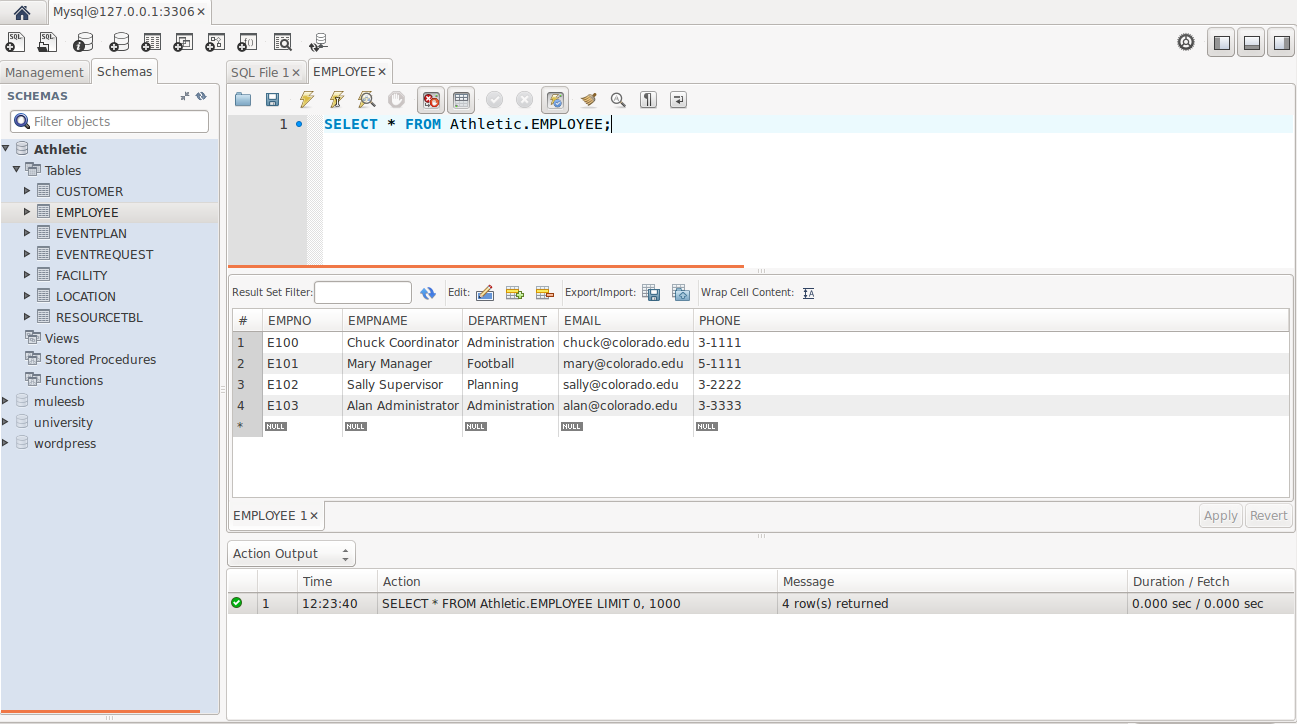 Mysql@127.0.0.1:3306 ×
Management Schemas
SCHEMAS
Filter objects
Athletic
Tables
CUSTOMER
EMPLOYEE
EVENTPLAN
EVENTREQUEST
FACILITY
LOCATION
RESOURCETBL
Views
Stored Procedures
Functions
muleesb
university
wordpress
SQL File 1 × EMPLOYEE ×
1 SELECT * FROM Athletic.EMPLOYEE;
Result Set Filter: Edit: Export/Import: Wrap Cell Content:
# EMPNO EMPNAME DEPARTMENT EMAIL PHONE
1 E100 Chuck Coordinator Administration chuck@colorado.edu 3-1111
2 E101 Mary Manager Football mary@colorado.edu 5-1111
3 E102 Sally Supervisor Planning sally@colorado.edu 3-2222
4 E103 Alan Administrator Administration alan@colorado.edu 3-3333
* NULL NULL NULL NULL NULL
EMPLOYEE 1 × Apply Revert
Action Output
Time Action Message Duration / Fetch
1 12:23:40 SELECT * FROM Athletic.EMPLOYEE LIMIT 0, 1000 4 row(s) returned 0.000 sec / 0.000 sec